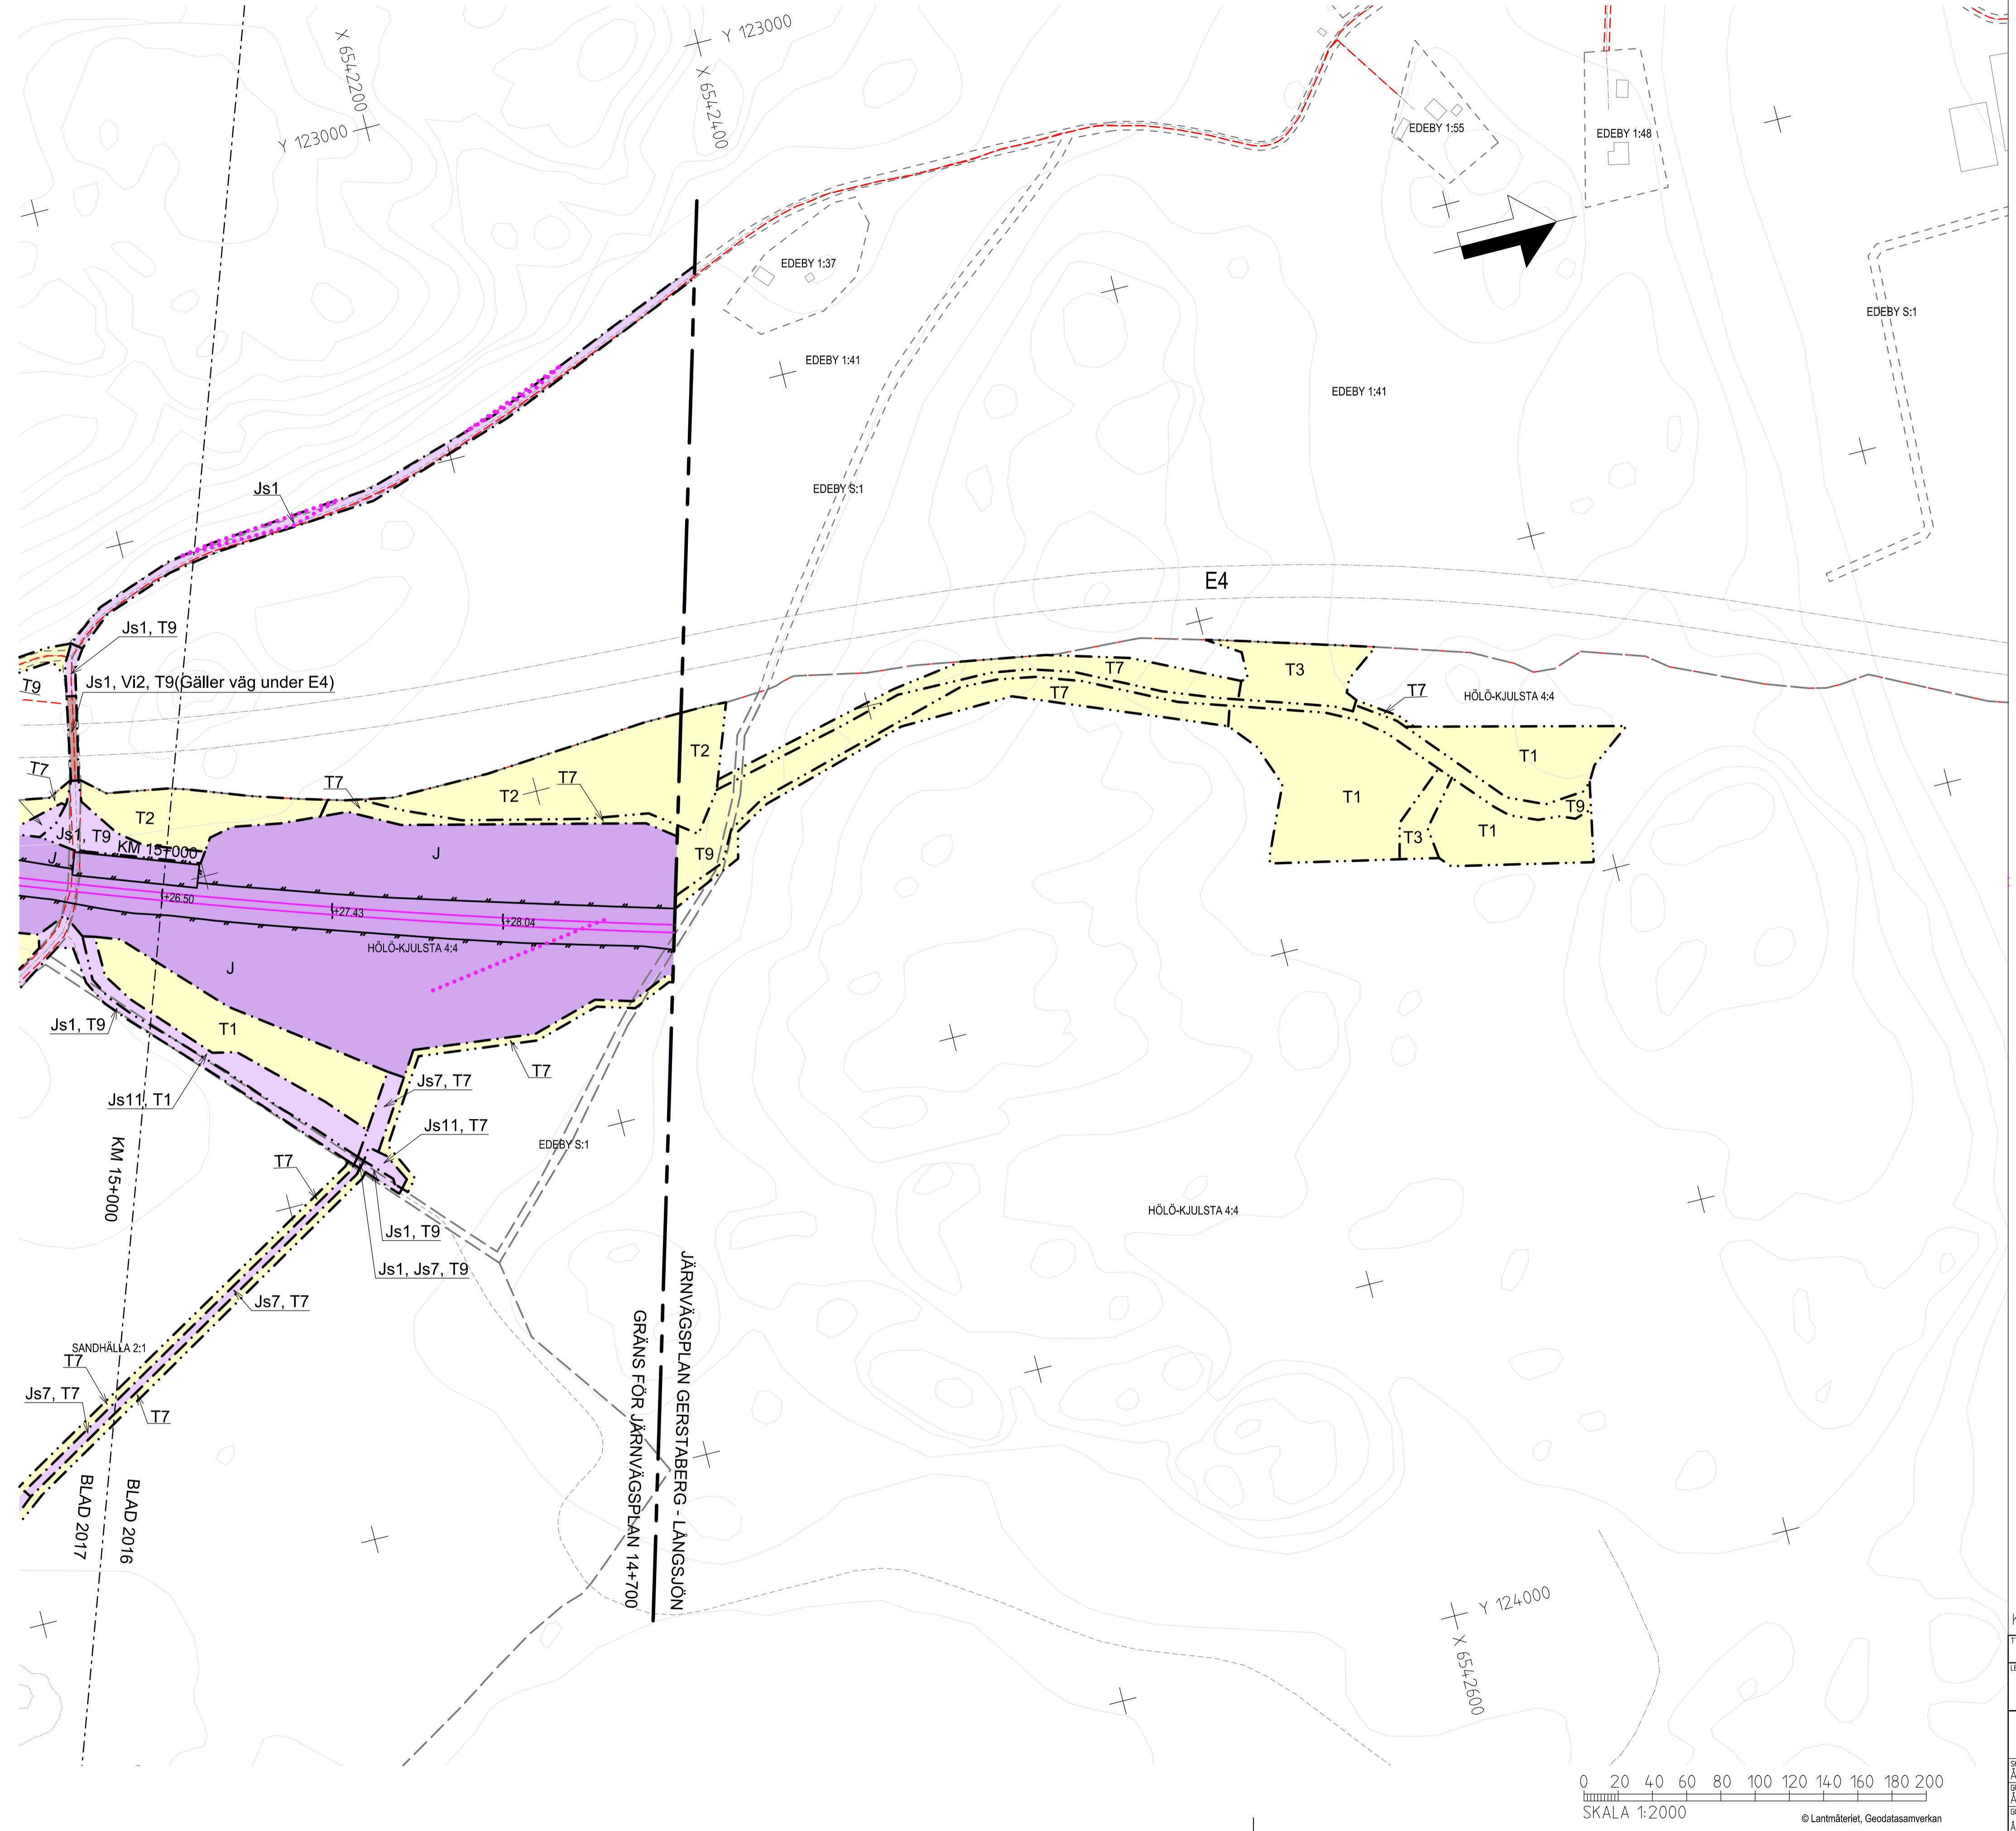 Y 123000
X 6542200
Y 123000
X 6542400
EDEBY 1:55
EDEBY 1:48
EDEBY 1:37
EDEBY S:1
EDEBY 1:41
EDEBY 1:41
Js1
EDEBY S:1
E4
Js1, T9
T7
T3
T9
Js1, Vi2, T9(Gäller väg under E4)
T7
T7
HÖLÖ-KJULSTA 4:4
T2
T1
T7
T7
T7
T2
T1
T9
T2
Js1, T9
T1
T3
KM 15+000
J
J
T9
+26.50
+27.43
+28.04
HÖLÖ-KJULSTA 4:4
J
Js1, T9
T1
T7
Js7, T7
Js11, T1
Js11, T7
EDEBY S:1
KM 15+000
T7
HÖLÖ-KJULSTA 4:4
Js1, T9
Js1, Js7, T9
Js7, T7
SANDHÄLLA 2:1
T7
Js7, T7
T7
GRÄNS FÖR JÄRNVÄGSPLAN 14+700
JÄRNVÄGSPLAN GERSTABERG - LÅNGSJÖN
BLAD 2017
BLAD 2016
Y 124000
X 6542600
0 20 40 60 80 100 120 140 160 180 200
SKALA 1:2000
© Lantmäteriet, Geodatasamverkan